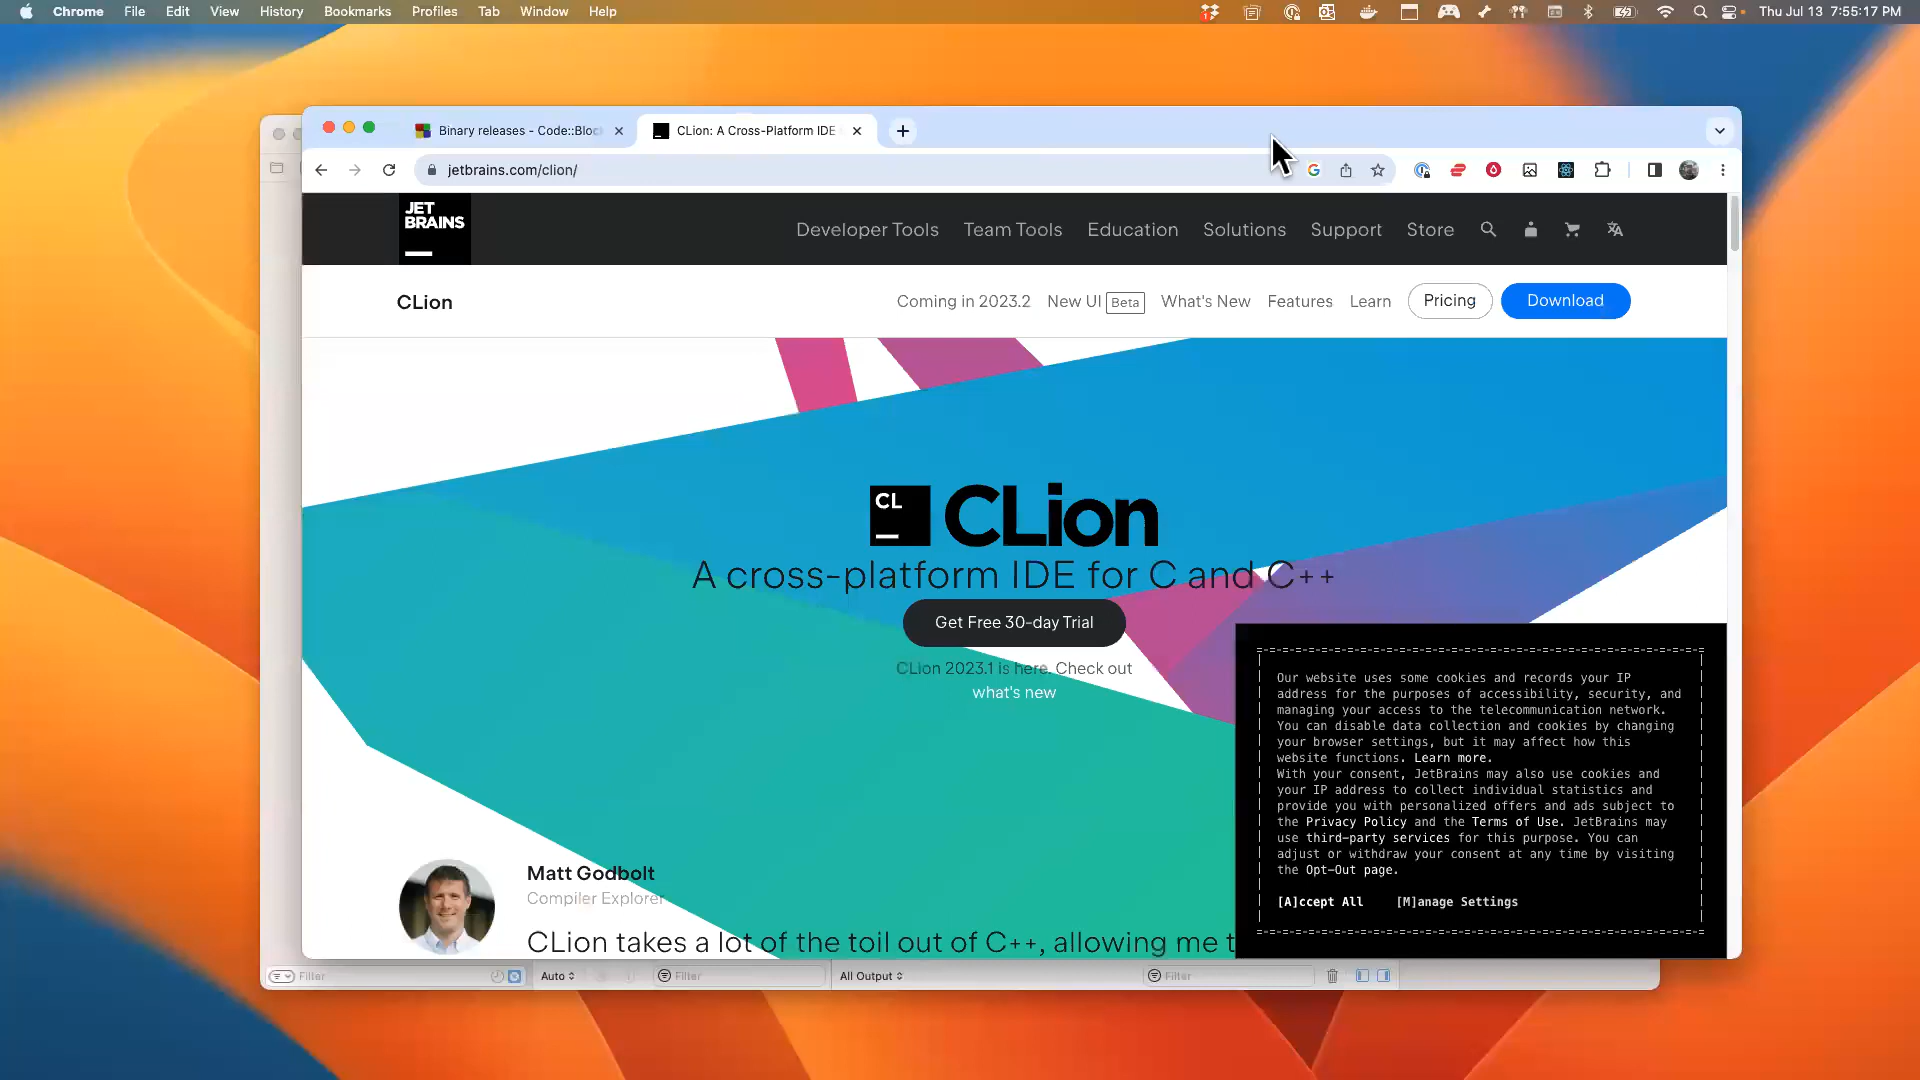 Chrome File Edit View History Bookmarks Profiles Tab Window Help Thu Jul 13 7:55:17 PM
Binary releases - Code::Bloc
CLion: A Cross-Platform IDE
jetbrains.com/clion/
JET
BRAINS
Developer Tools Team Tools Education Solutions Support Store
CLion
Coming in 2023.2 New UI Beta What's New Features Learn Pricing Download
CL
CLion
A cross-platform IDE for C and C++
Get Free 30-day Trial
CLion 2023.1 is here. Check out
what's new
Matt Godbolt
Compiler Explorer
CLion takes a lot of the toil out of C++, allowing me t
Our website uses some cookies and records your IP
address for the purposes of accessibility, security, and
managing your access to the telecommunication network.
You can disable data collection and cookies by changing
your browser settings, but it may affect how this
website functions. Learn more.
With your consent, JetBrains may also use cookies and
your IP address to collect individual statistics and
provide you with personalized offers and ads subject to
the Privacy Policy and the Terms of Use. JetBrains may
use third-party services for this purpose. You can
adjust or withdraw your consent at any time by visiting
the Opt-Out page.
[A]ccept All [M]anage Settings
Filter Auto Filter All Output Filter